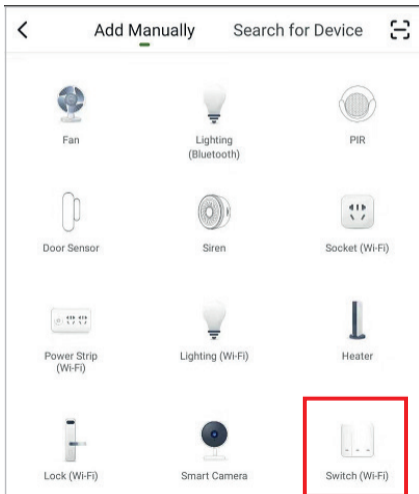 Add Manually Search for Device
Fan
Lighting
(Bluetooth)
PIR
Door Sensor
Siren
Socket (Wi-Fi)
Power Strip
(Wi-Fi)
Lighting (Wi-Fi)
Heater
Lock (Wi-Fi)
Smart Camera
Switch (Wi-Fi)